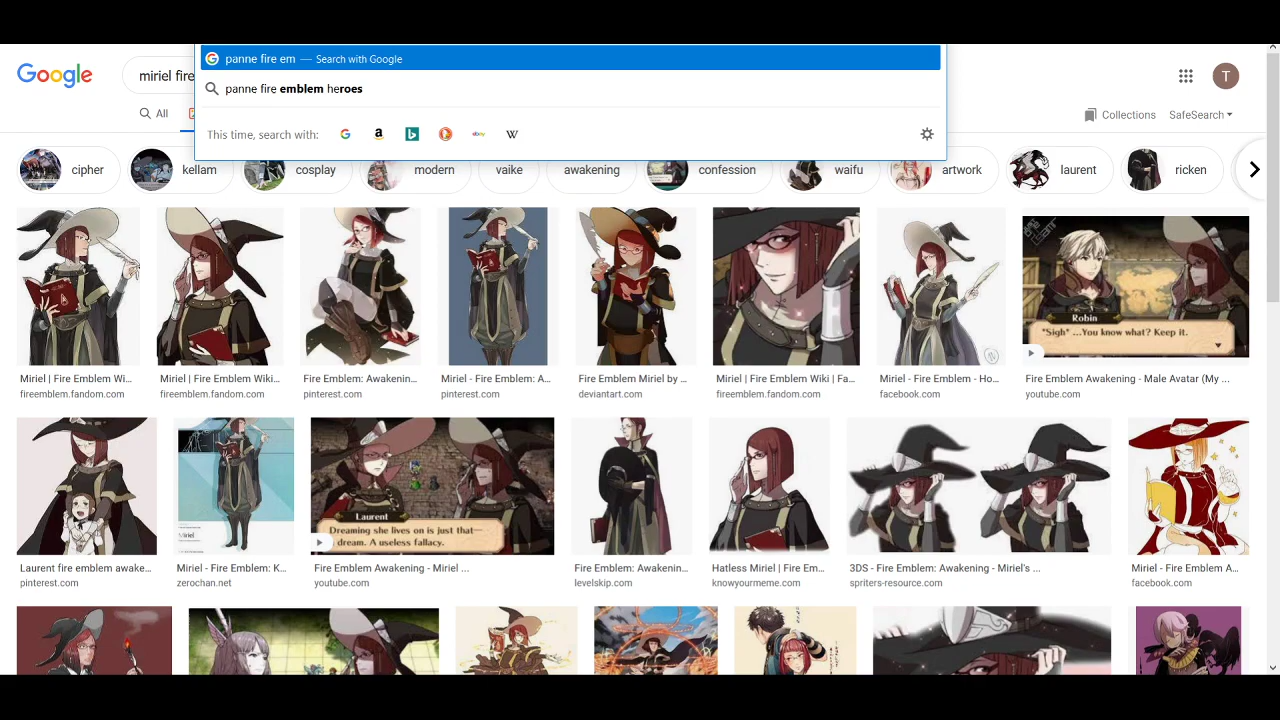 panne fire em — Search with Google
panne fire emblem heroes
This time, search with:
Google
miriel fire
T
All
Collections
SafeSearch
cipher
kellam
cosplay
modern
vaike
awakening
confession
waifu
artwork
laurent
ricken
Robin
*Sigh* ...You know what? Keep it.
Miriel | Fire Emblem Wi...
fireemblem.fandom.com
Miriel | Fire Emblem Wiki...
fireemblem.fandom.com
Fire Emblem: Awakenin...
pinterest.com
Miriel - Fire Emblem: A...
pinterest.com
Fire Emblem Miriel by ...
deviantart.com
Miriel | Fire Emblem Wiki | Fa...
fireemblem.fandom.com
Miriel - Fire Emblem - Ho...
facebook.com
Fire Emblem Awakening - Male Avatar (My ...
youtube.com
Miriel
Laurent
Dreaming she lives on is just that—
dream. A useless fallacy.
Laurent fire emblem awake...
pinterest.com
Miriel - Fire Emblem: K...
zerochan.net
Fire Emblem Awakening - Miriel ...
youtube.com
Fire Emblem: Awakenin...
levelskip.com
Hatless Miriel | Fire Em...
knowyourmeme.com
3DS - Fire Emblem: Awakening - Miriel's ...
spriters-resource.com
Miriel - Fire Emblem A...
facebook.com